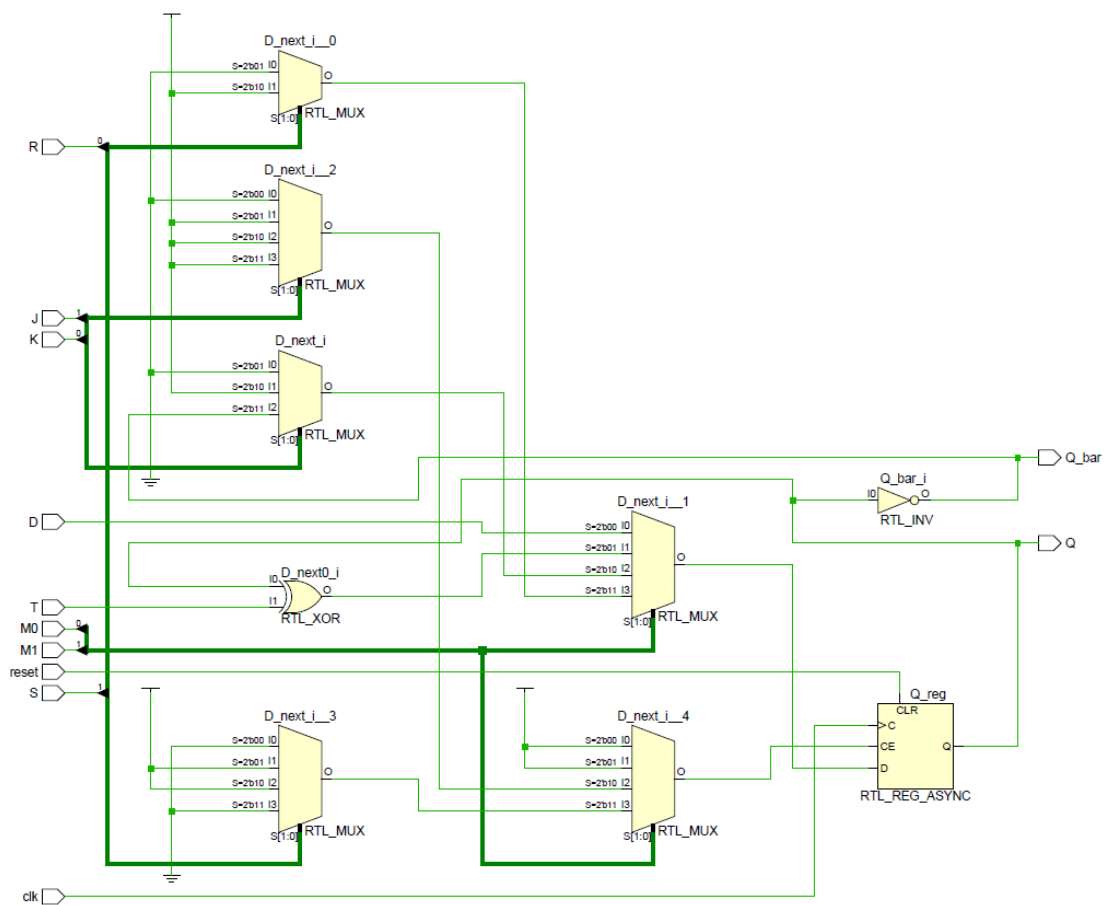 D_next_i__0
S=2'b01 I0
S=2'b10 I1
O
S[1:0]
RTL_MUX
R
0
D_next_i__2
S=2'b00 I0
S=2'b01 I1
S=2'b10 I2
S=2'b11 I3
O
S[1:0]
RTL_MUX
J
1
K
0
D_next_i
S=2'b01 I0
S=2'b10 I1
S=2'b11 I2
O
S[1:0]
RTL_MUX
Q_bar
Q_bar_i
I0
O
RTL_INV
D
D_next_i__1
S=2'b00 I0
S=2'b01 I1
S=2'b10 I2
S=2'b11 I3
O
S[1:0]
RTL_MUX
Q
D_next0_i
I0
I1
O
RTL_XOR
T
M0
0
M1
1
reset
S
1
D_next_i__3
S=2'b00 I0
S=2'b01 I1
S=2'b10 I2
S=2'b11 I3
O
S[1:0]
RTL_MUX
D_next_i__4
S=2'b00 I0
S=2'b01 I1
S=2'b10 I2
S=2'b11 I3
O
S[1:0]
RTL_MUX
Q_reg
CLR
C
CE
D
Q
RTL_REG_ASYNC
clk